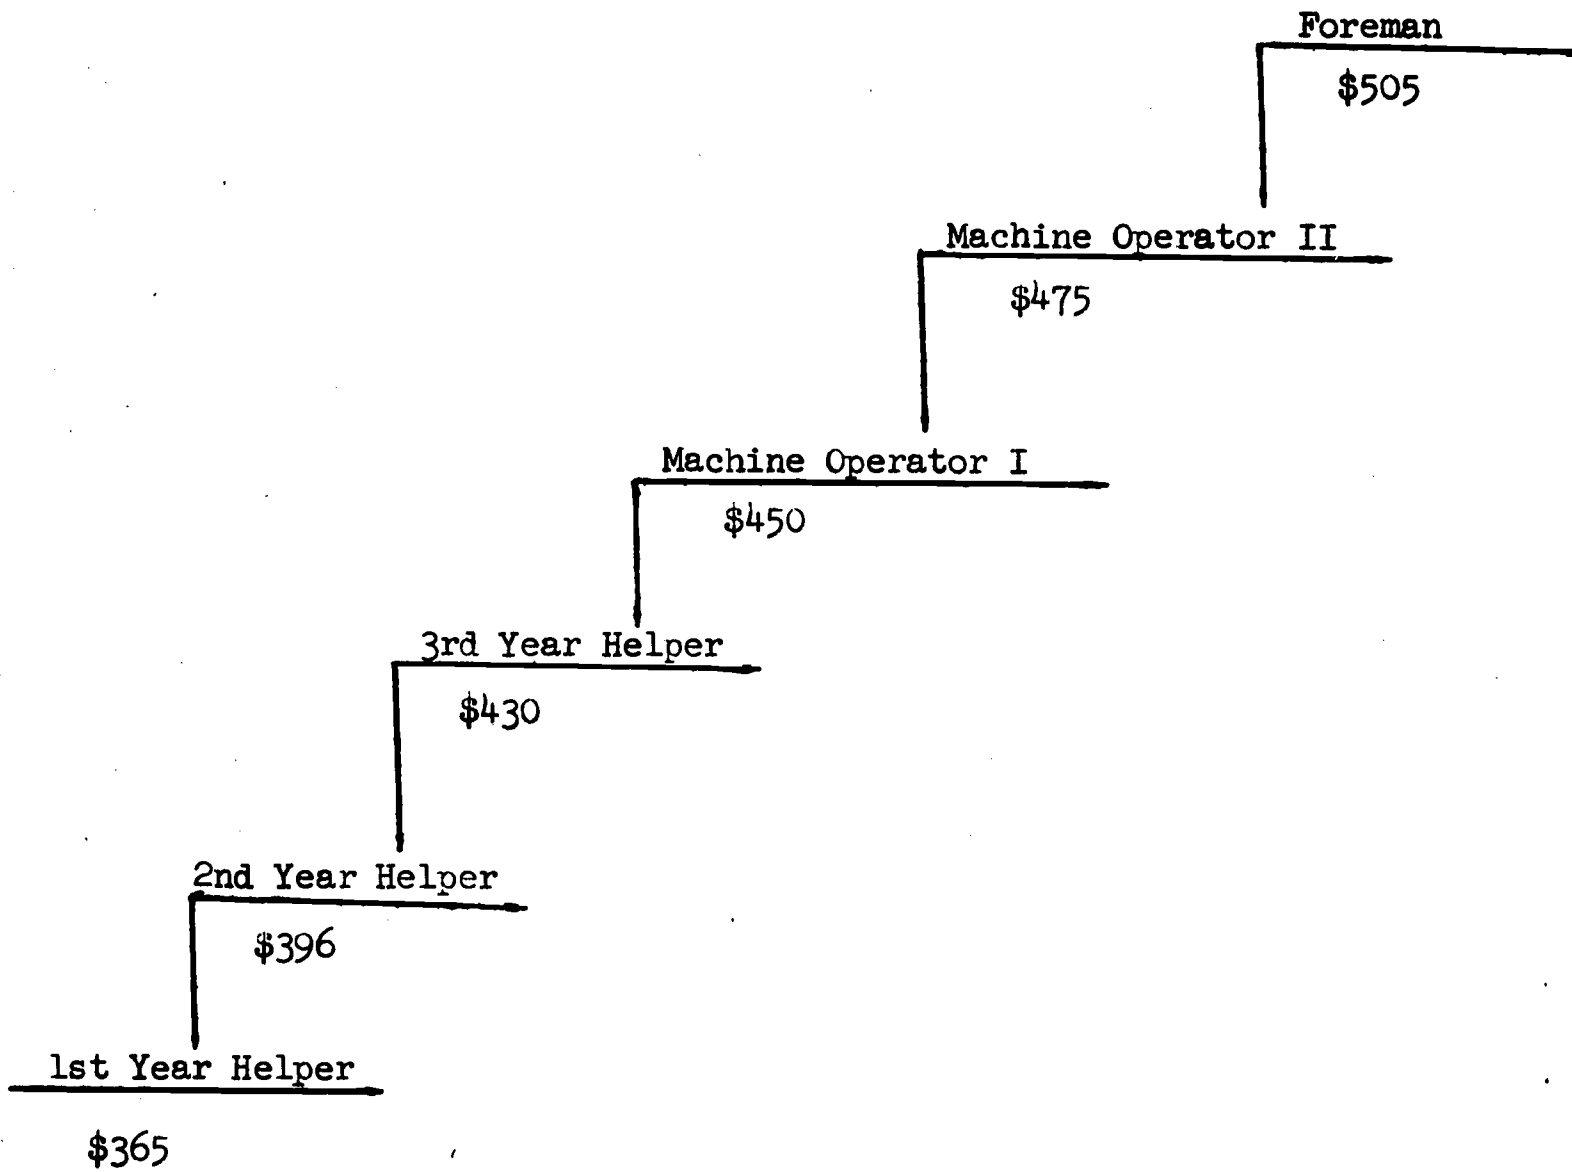 Foreman
$505
Machine Operator II
$475
Machine Operator I
$450
3rd Year Helper
$430
2nd Year Helper
$396
1st Year Helper
$365